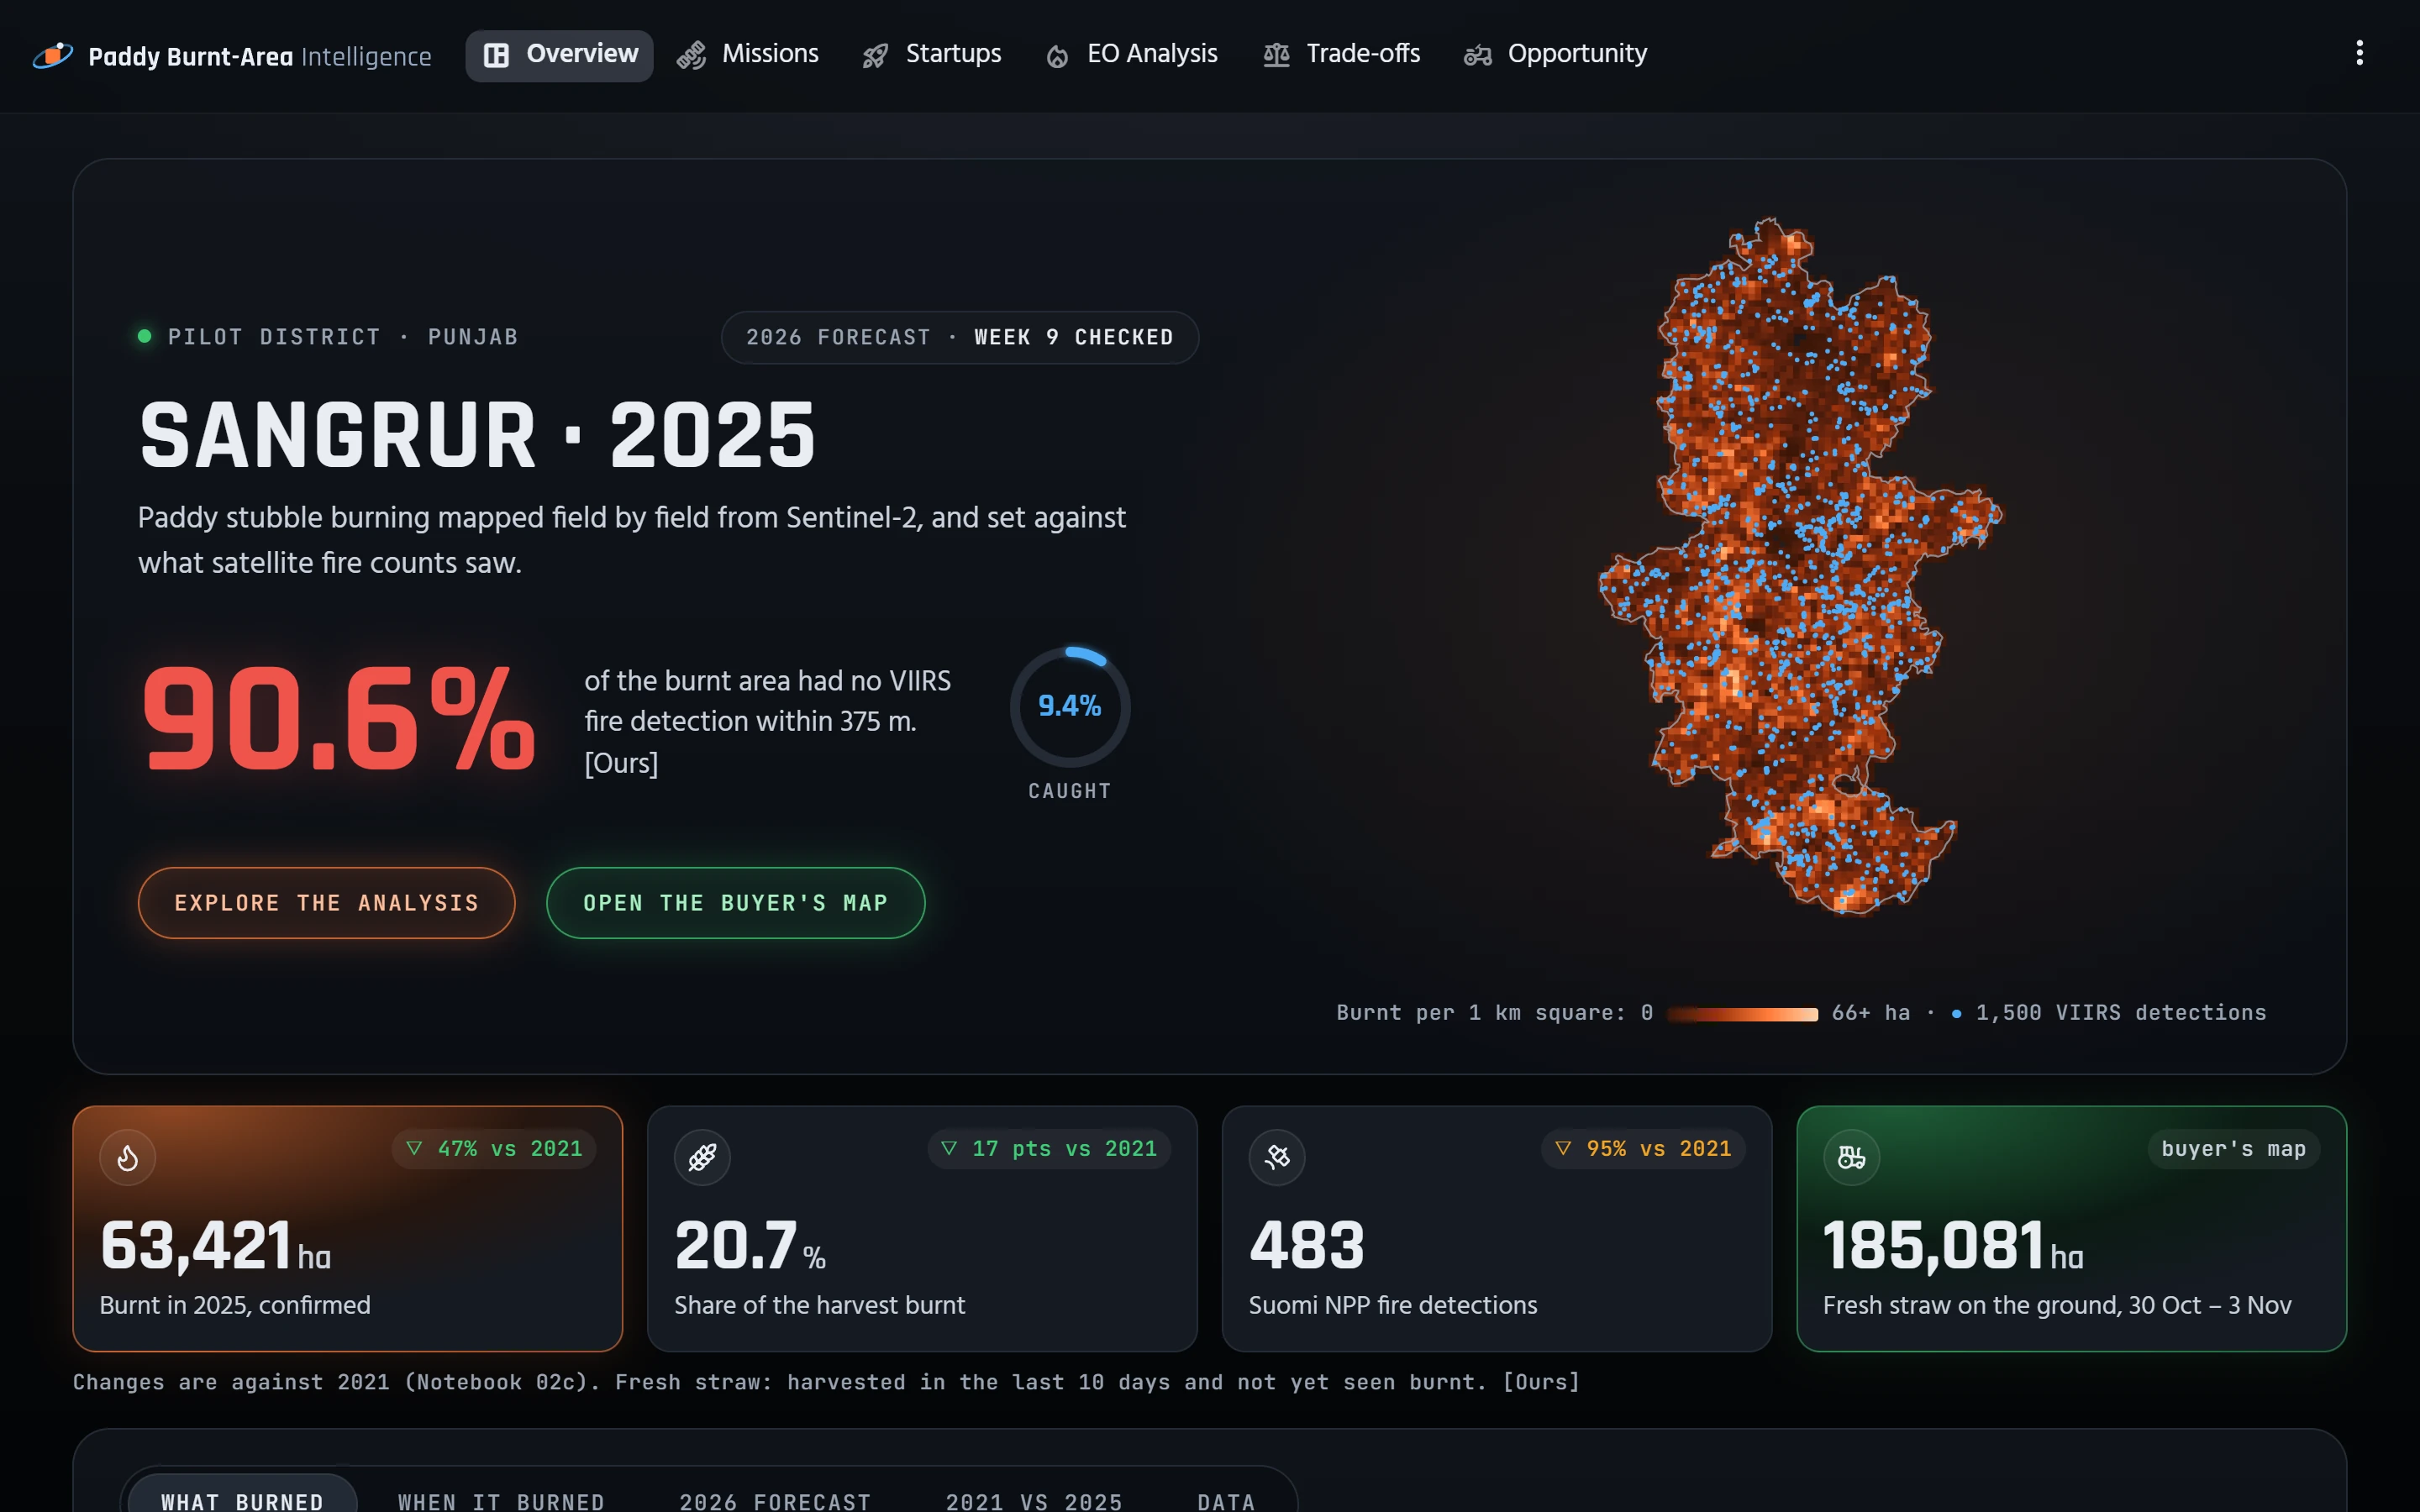 Paddy Burnt-Area Intelligence
Overview
Missions
Startups
EO Analysis
Trade-offs
Opportunity
PILOT DISTRICT · PUNJAB
2026 FORECAST · WEEK 9 CHECKED
SANGRUR · 2025
Paddy stubble burning mapped field by field from Sentinel-2, and set against
what satellite fire counts saw.
90.6%
of the burnt area had no VIIRS
fire detection within 375 m.
[Ours]
9.4%
CAUGHT
EXPLORE THE ANALYSIS
OPEN THE BUYER'S MAP
Burnt per 1 km square: 0 66+ ha · 1,500 VIIRS detections
▽ 47% vs 2021
63,421 ha
Burnt in 2025, confirmed
▽ 17 pts vs 2021
20.7 %
Share of the harvest burnt
▽ 95% vs 2021
483
Suomi NPP fire detections
buyer's map
185,081 ha
Fresh straw on the ground, 30 Oct – 3 Nov
Changes are against 2021 (Notebook 02c). Fresh straw: harvested in the last 10 days and not yet seen burnt. [Ours]
WHAT BURNED
WHEN IT BURNED
2026 FORECAST
2021 VS 2025
DATA